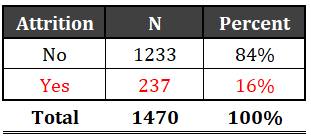 Attrition N Percent
No 1233 84%
Yes 237 16%
Total 1470 100%